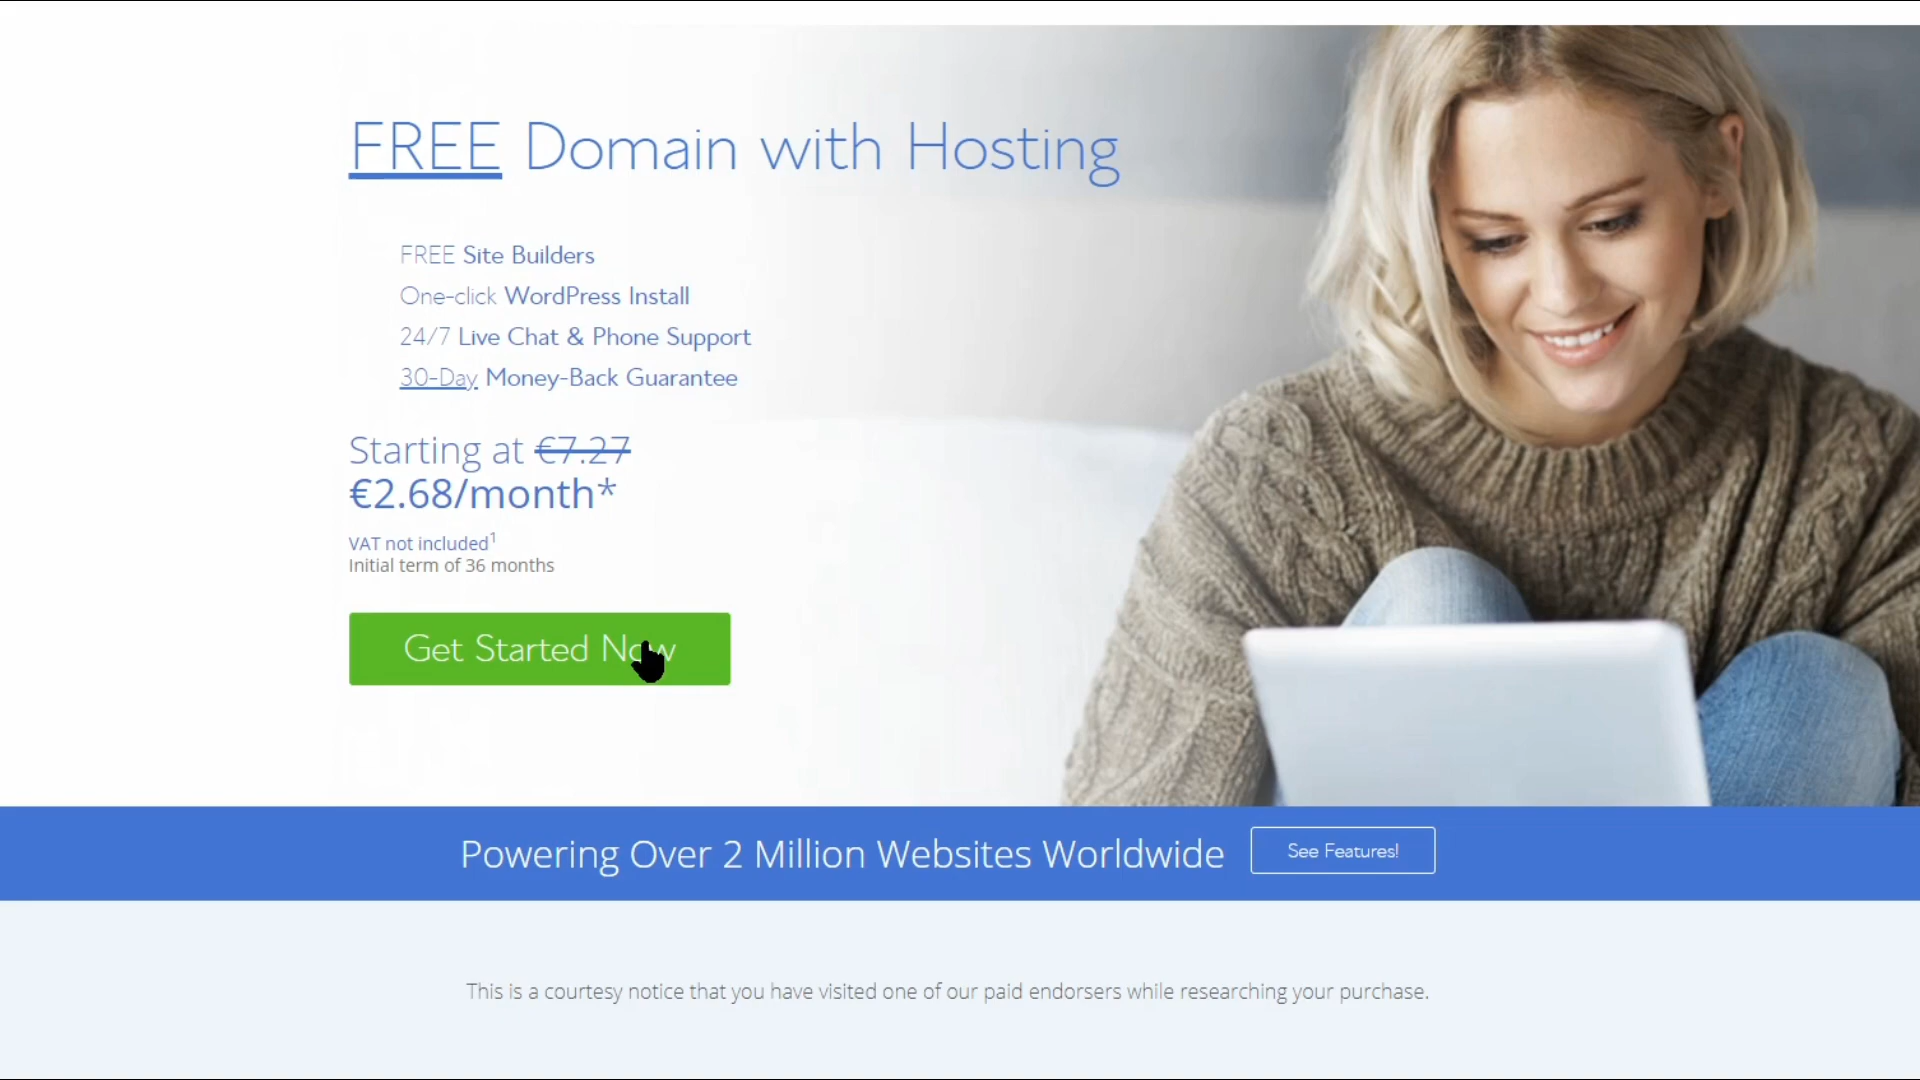 FREE Domain with Hosting
FREE Site Builders
One-click WordPress Install
24/7 Live Chat & Phone Support
30-Day Money-Back Guarantee
Starting at €7.27
€2.68/month*
VAT not included¹
Initial term of 36 months
Get Started Now
Powering Over 2 Million Websites Worldwide
See Features!
This is a courtesy notice that you have visited one of our paid endorsers while researching your purchase.